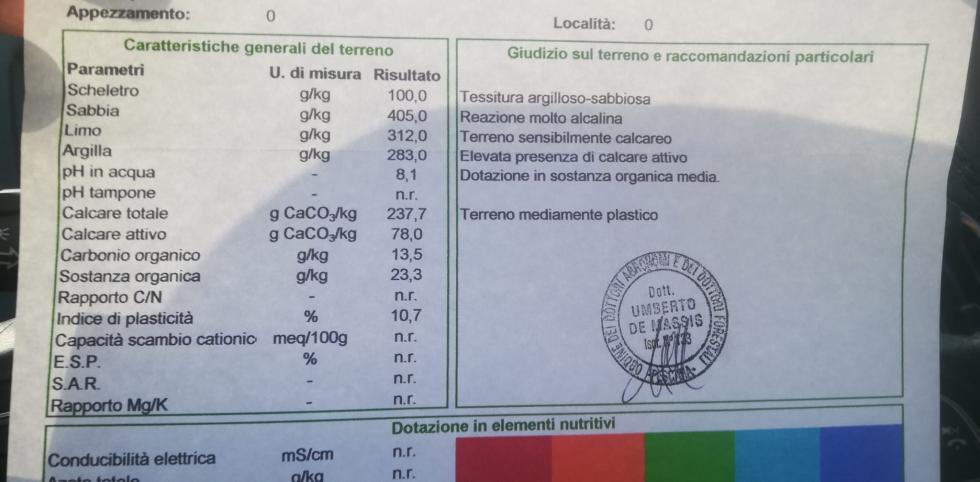 Appezzamento: 0
Località: 0
Caratteristiche generali del terreno
Parametri U. di misura Risultato
Scheletro g/kg 100,0
Sabbia g/kg 405,0
Limo g/kg 312,0
Argilla g/kg 283,0
pH in acqua - 8,1
pH tampone - n.r.
Calcare totale g CaCO3/kg 237,7
Calcare attivo g CaCO3/kg 78,0
Carbonio organico g/kg 13,5
Sostanza organica g/kg 23,3
Rapporto C/N - n.r.
Indice di plasticità % 10,7
Capacità scambio cationic meq/100g n.r.
E.S.P. % n.r.
S.A.R. - n.r.
Rapporto Mg/K - n.r.
Giudizio sul terreno e raccomandazioni particolari
Tessitura argilloso-sabbiosa
Reazione molto alcalina
Terreno sensibilmente calcareo
Elevata presenza di calcare attivo
Dotazione in sostanza organica media.
Terreno mediamente plastico
DEI DOTTORI E DEI DOTTORI FORESTALI
Dott.
UMBERTO
DE MASSIS
Dotazione in elementi nutritivi
Conducibilità elettrica mS/cm n.r.
g/kg n.r.